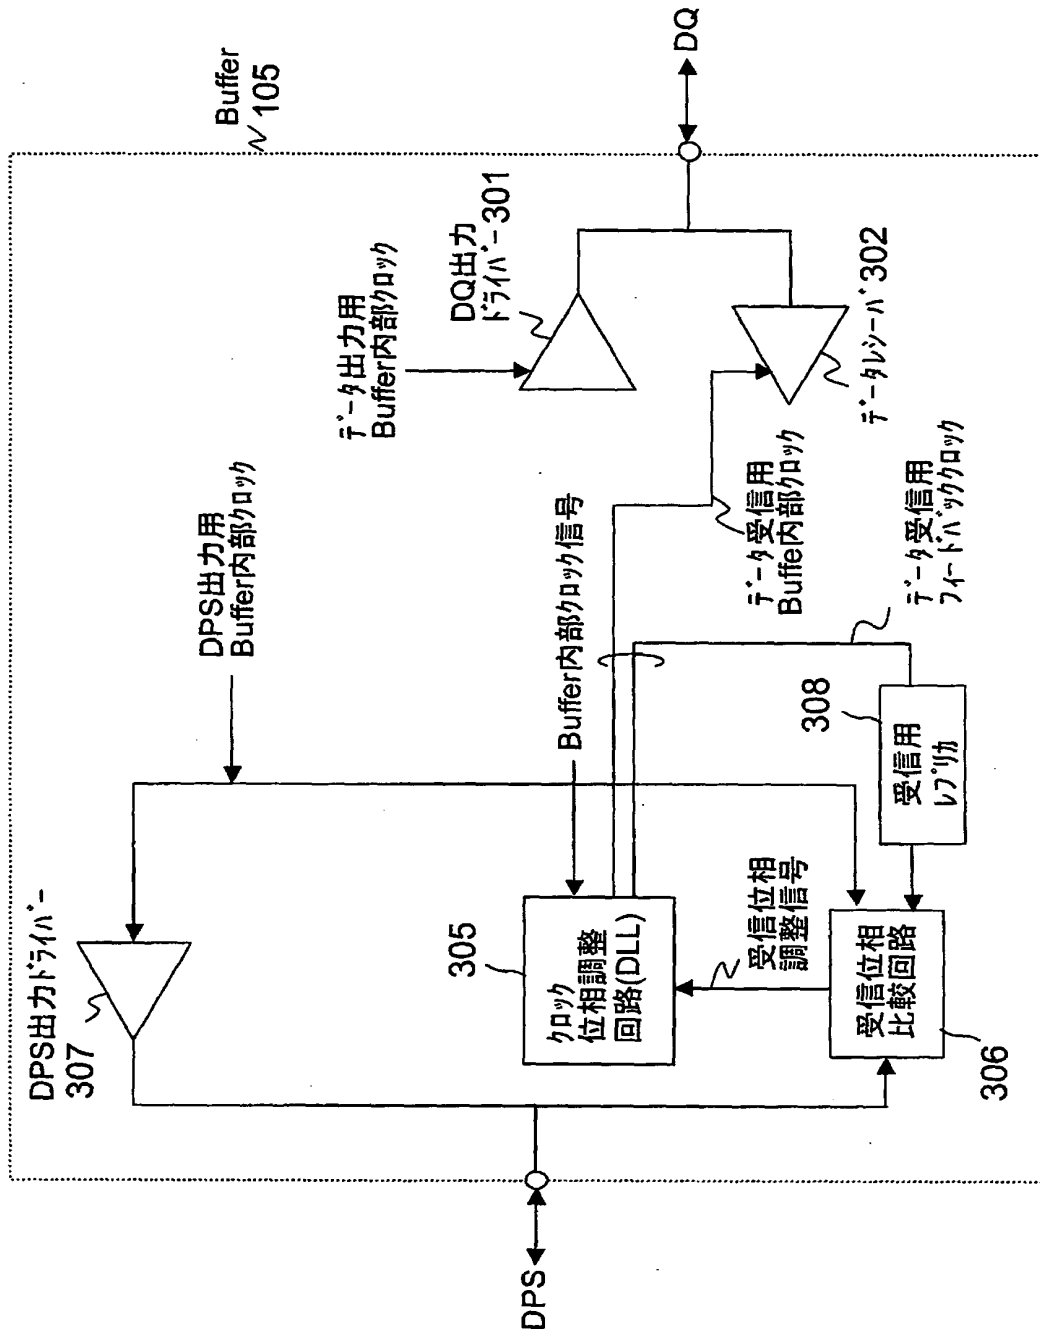 Buffer
105
DPS出力ドライバー
307
DPS出力用
Buffer内部クロック
データ出力用
Buffer内部クロック
DQ出力
ドライバー301
DQ
Buffer内部クロック信号
305
クロック
位相調整
回路(DLL)
データ受信用
Buffe内部クロック
データレシーバ302
受信位相
調整信号
308
受信用
レプリカ
データ受信用
フィードバッククロック
受信位相
比較回路
306
DPS